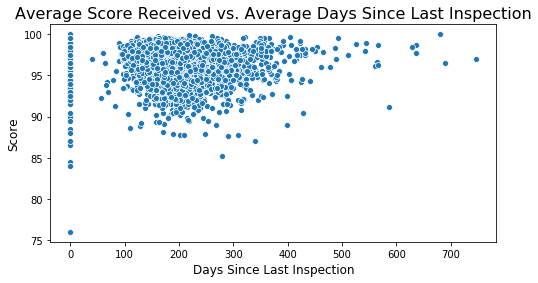 Average Score Received vs. Average Days Since Last Inspection
100
95
90
85
80
75
Score
0 100 200 300 400 500 600 700
Days Since Last Inspection